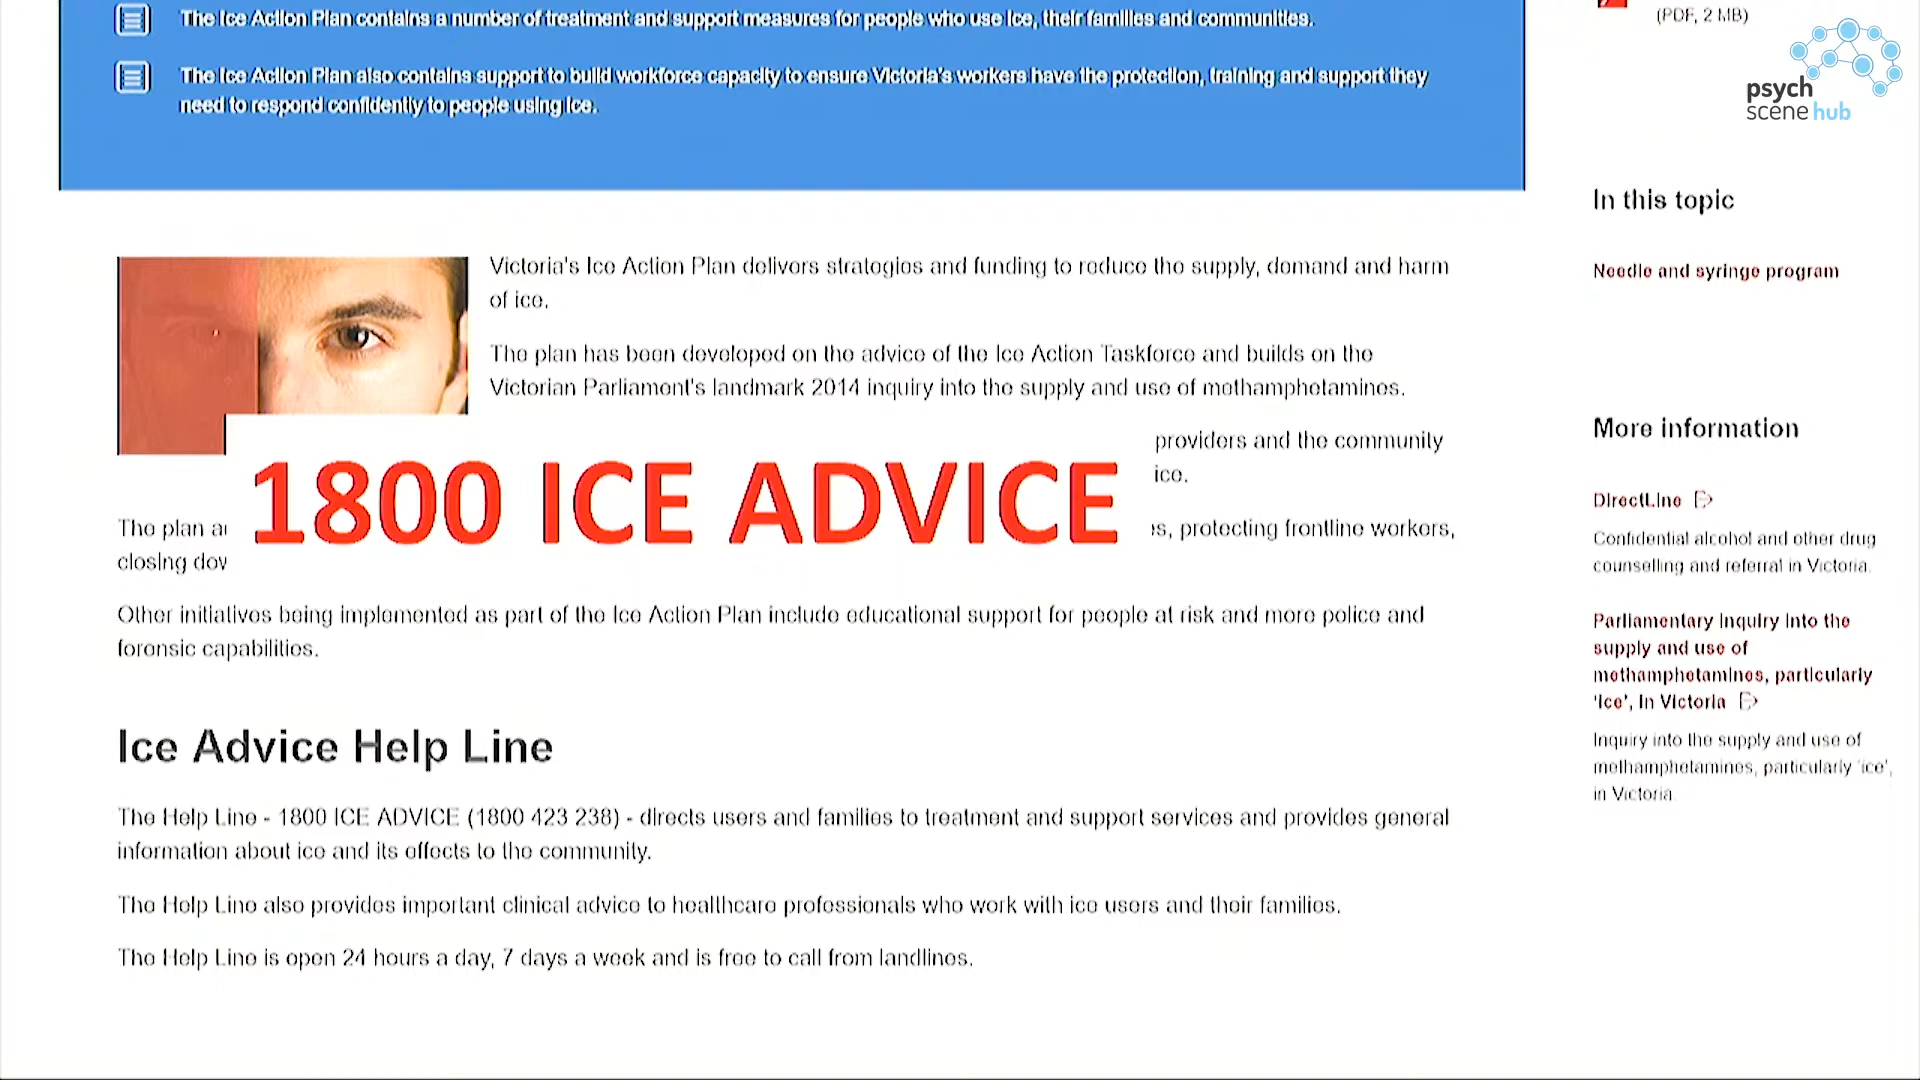 The Ice Action Plan contains a number of treatment and support measures for people who use ice, their families and communities.
The Ice Action Plan also contains support to build workforce capacity to ensure Victoria's workers have the protection, training and support they
need to respond confidently to people using ice.
(PDF, 2 MB)
psych
scene hub
Victoria's Ice Action Plan delivers strategies and funding to reduce the supply, demand and harm
of ice.
The plan has been developed on the advice of the Ice Action Taskforce and builds on the
Victorian Parliament's landmark 2014 inquiry into the supply and use of methamphetamines.
providers and the community
ice.
1800 ICE ADVICE
The plan
protecting frontline workers,
closing
Other initiatives being implemented as part of the Ice Action Plan include educational support for people at risk and more police and
forensic capabilities.
Ice Advice Help Line
The Help Line - 1800 ICE ADVICE (1800 423 238) - directs users and families to treatment and support services and provides general
information about ice and its effects to the community.
The Help Line also provides important clinical advice to healthcare professionals who work with ice users and their families.
The Help Line is open 24 hours a day, 7 days a week and is free to call from landlines.
In this topic
Needle and syringe program
More information
DirectLine
Confidential alcohol and other drug
counselling and referral in Victoria.
Parliamentary Inquiry into the
supply and use of
methamphetamines, particularly
'ice', in Victoria
Inquiry into the supply and use of
methamphetamines, particularly 'ice',
in Victoria.